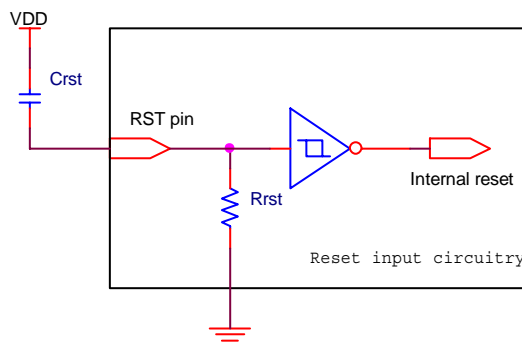 VDD
Crst
RST pin
Rrst
Internal reset
Reset input circuitry